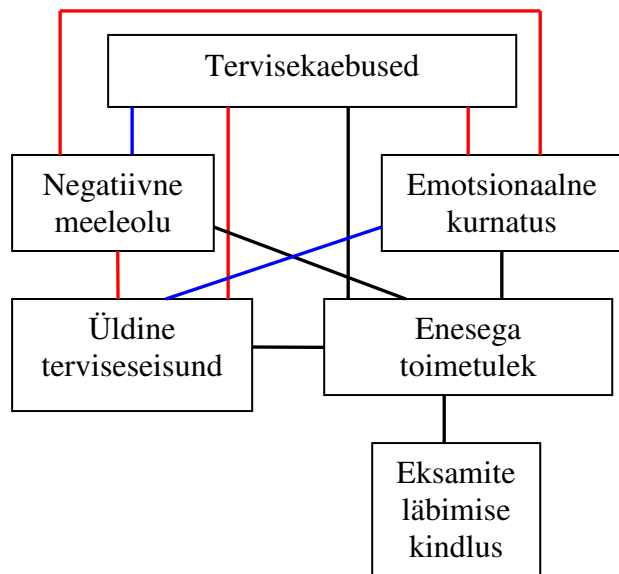 Tervisekaebused
Negatiivne
meeleolu
Emotsionaalne
kurnatus
Üldine
terviseseisund
Enesega
toimetulek
Eksamite
läbimise
kindlus